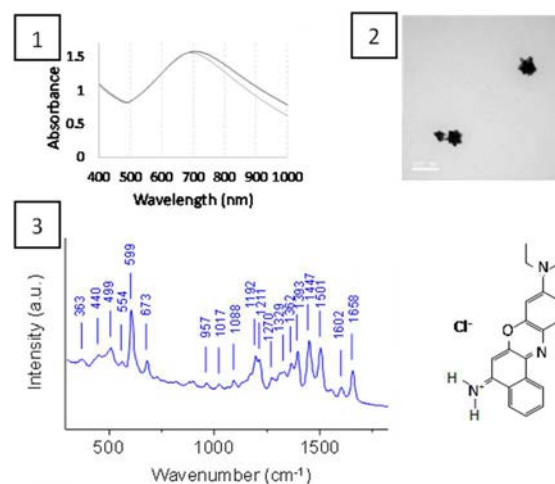 1
Absorbance
1.5
1
0.5
0
400 500 600 700 800 900 1000
Wavelength (nm)
2
3
Intensity (a.u.)
363
440
499
554
599
673
957
1017
1088
1192
1211
1270
1329
1362
1393
1447
1501
1602
1658
500 1000 1500
Wavenumber (cm⁻¹)
N
Cl⁻
O
N
H N⁺
H